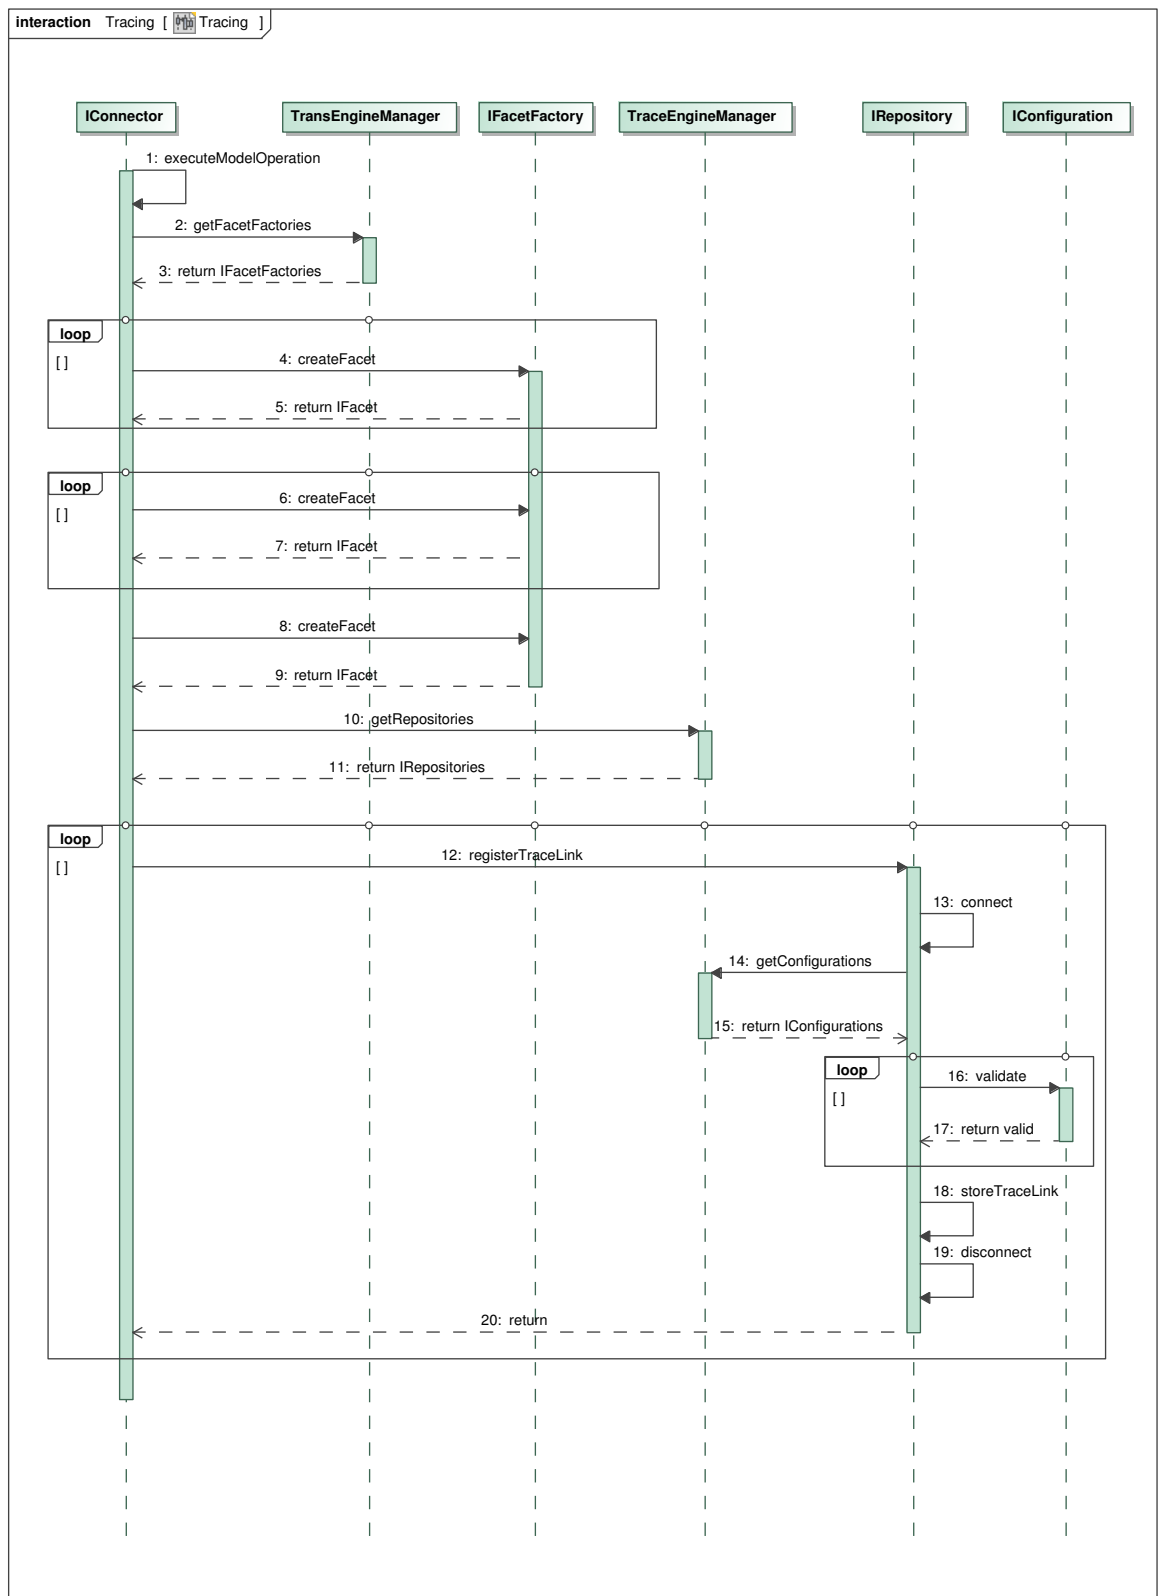 interaction Tracing [ Tracing ]
IConnector TransEngineManager IFacetFactory TraceEngineManager IRepository IConfiguration
1: executeModelOperation
2: getFacetFactories
3: return IFacetFactories
loop
[ ]
4: createFacet
5: return IFacet
loop
[ ]
6: createFacet
7: return IFacet
8: createFacet
9: return IFacet
10: getRepositories
11: return IRepositories
loop
[ ]
12: registerTraceLink
13: connect
14: getConfigurations
15: return IConfigurations
loop
[ ]
16: validate
17: return valid
18: storeTraceLink
19: disconnect
20: return